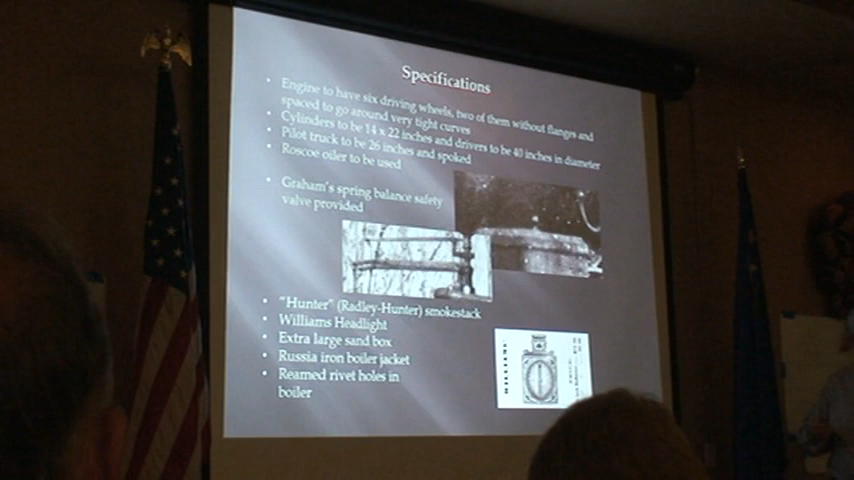 Specifications
• Engine to have six driving wheels, two of them without flanges and
spaced to go around very tight curves
• Cylinders to be 14 x 22 inches and drivers to be 40 inches in diameter
• Pilot truck to be 26 inches and spoked
• Roscoe oiler to be used
• Graham's spring balance safety
valve provided
• "Hunter" (Radley-Hunter) smokestack
• Williams Headlight
• Extra large sand box
• Russia iron boiler jacket
• Reamed rivet holes in
boiler
WILLIAMS